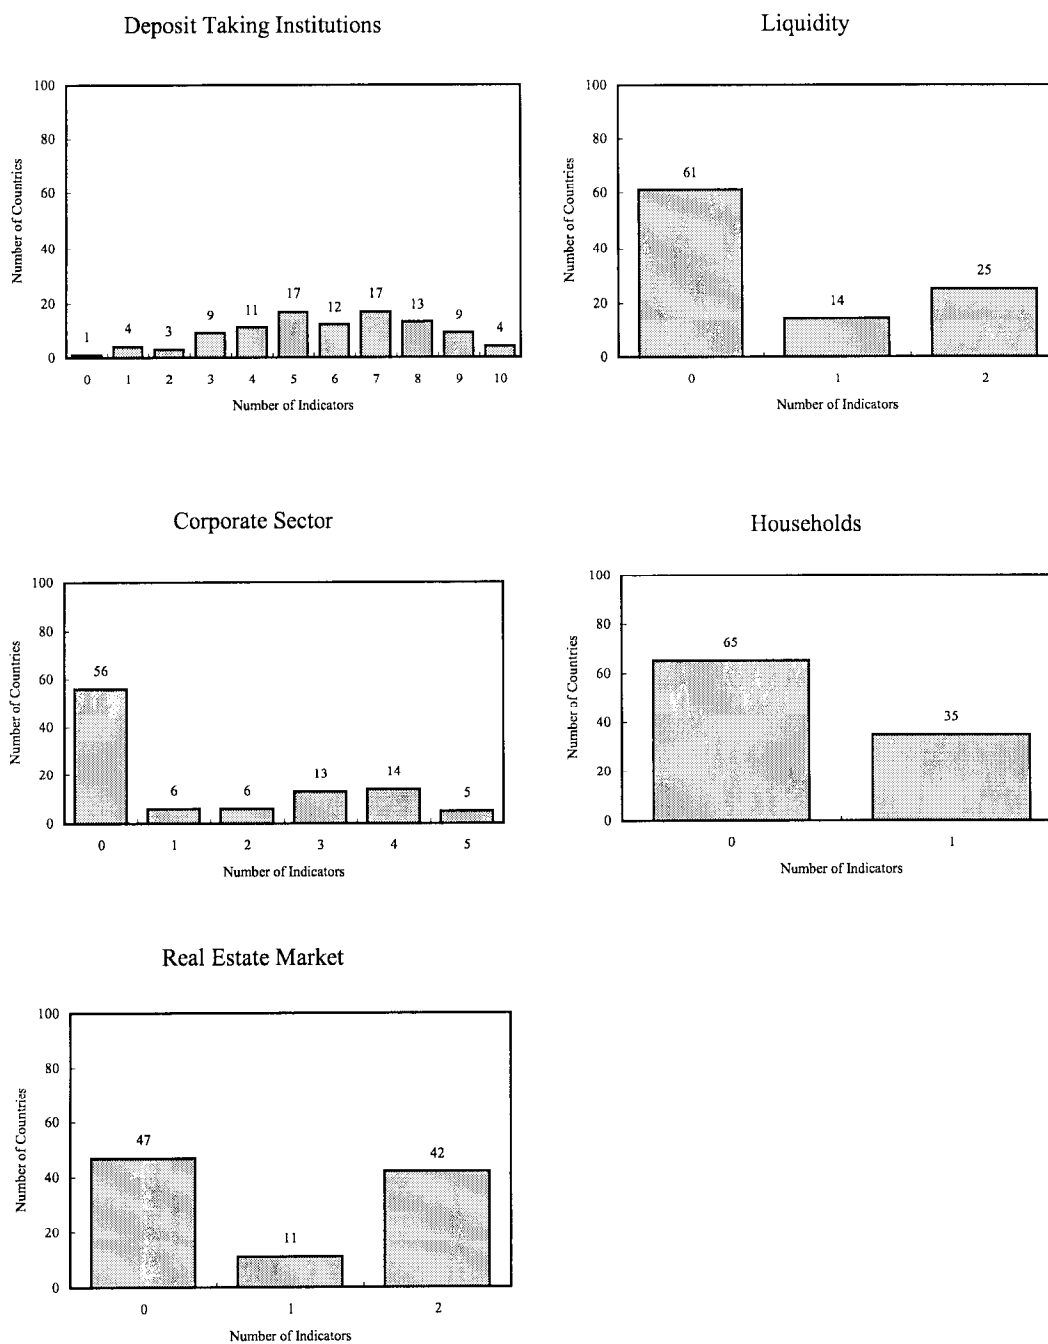 Deposit Taking Institutions
100
80
60
40
20
0
Number of Countries
1 4 3 9 11 17 12 17 13 9 4
0 1 2 3 4 5 6 7 8 9 10
Number of Indicators
Liquidity
100
80
60
40
20
0
Number of Countries
61 14 25
0 1 2
Number of Indicators
Corporate Sector
100
80
60
40
20
0
Number of Countries
56 6 6 13 14 5
0 1 2 3 4 5
Number of Indicators
Households
100
80
60
40
20
0
Number of Countries
65 35
0 1
Number of Indicators
Real Estate Market
100
80
60
40
20
0
Number of Countries
47 11 42
0 1 2
Number of Indicators